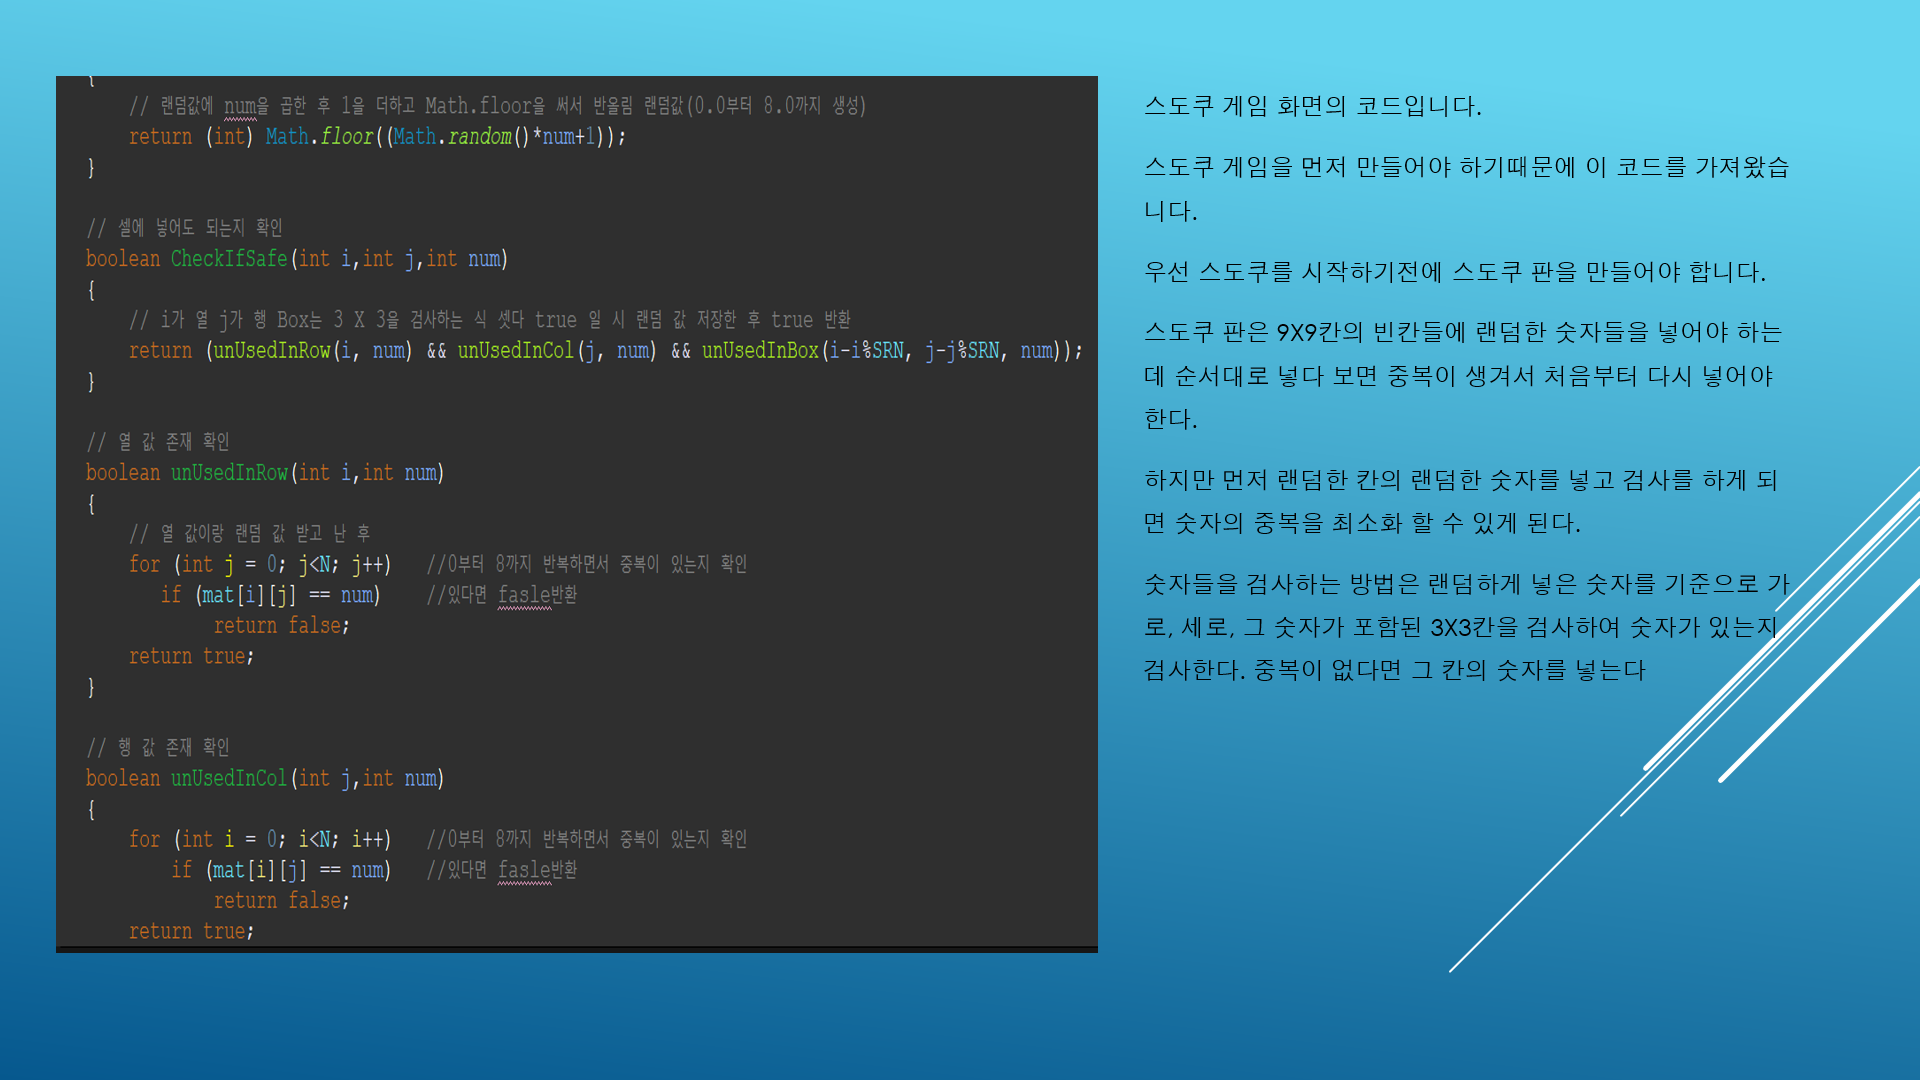 {
// 랜덤값에 num을 곱한 후 1을 더하고 Math.floor을 써서 반올림 랜덤값(0.0부터 8.0까지 생성)
return (int) Math.floor((Math.random()*num+1));
}
// 셀에 넣어도 되는지 확인
boolean CheckIfSafe(int i,int j,int num)
{
// i가 열 j가 행 Box는 3 X 3을 검사하는 식 셋다 true 일 시 랜덤 값 저장한 후 true 반환
return (unUsedInRow(i, num) && unUsedInCol(j, num) && unUsedInBox(i-i%SRN, j-j%SRN, num));
}
// 열 값 존재 확인
boolean unUsedInRow(int i,int num)
{
// 열 값이랑 랜덤 값 받고 난 후
for (int j = 0; j<N; j++) //0부터 8까지 반복하면서 중복이 있는지 확인
if (mat[i][j] == num) //있다면 fasle반환
return false;
return true;
}
// 행 값 존재 확인
boolean unUsedInCol(int j,int num)
{
for (int i = 0; i<N; i++) //0부터 8까지 반복하면서 중복이 있는지 확인
if (mat[i][j] == num) //있다면 fasle반환
return false;
return true;
스도쿠 게임 화면의 코드입니다.
스도쿠 게임을 먼저 만들어야 하기때문에 이 코드를 가져왔습
니다.
우선 스도쿠를 시작하기전에 스도쿠 판을 만들어야 합니다.
스도쿠 판은 9X9칸의 빈칸들에 랜덤한 숫자들을 넣어야 하는
데 순서대로 넣다 보면 중복이 생겨서 처음부터 다시 넣어야
한다.
하지만 먼저 랜덤한 칸의 랜덤한 숫자를 넣고 검사를 하게 되
면 숫자의 중복을 최소화 할 수 있게 된다.
숫자들을 검사하는 방법은 랜덤하게 넣은 숫자를 기준으로 가
로, 세로, 그 숫자가 포함된 3X3칸을 검사하여 숫자가 있는지
검사한다. 중복이 없다면 그 칸의 숫자를 넣는다